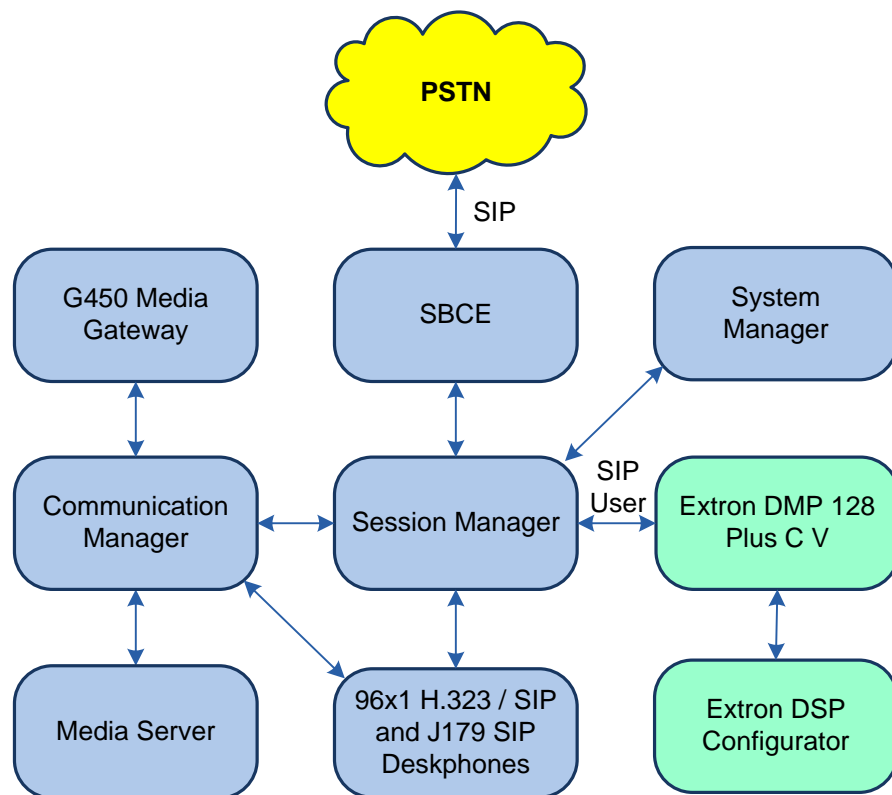 PSTN
SIP
G450 Media
Gateway
SBCE
System
Manager
Communication
Manager
Session Manager
SIP
User
Extron DMP 128
Plus C V
Media Server
96x1 H.323 / SIP
and J179 SIP
Deskphones
Extron DSP
Configurator